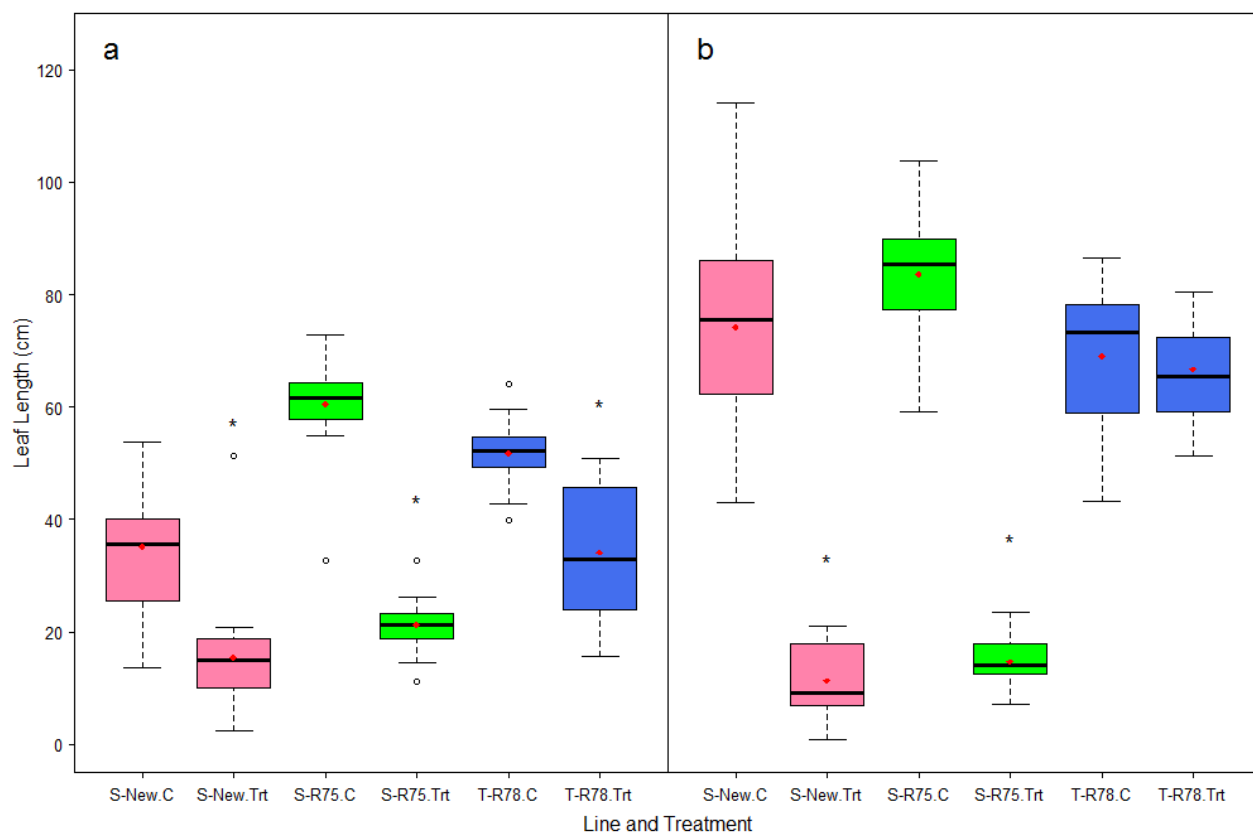 a
b
120
100
80
60
40
20
0
Leaf Length (cm)
*
*
*
*
*
S-New.C
S-New.Trt
S-R75.C
S-R75.Trt
T-R78.C
T-R78.Trt
S-New.C
S-New.Trt
S-R75.C
S-R75.Trt
T-R78.C
T-R78.Trt
Line and Treatment